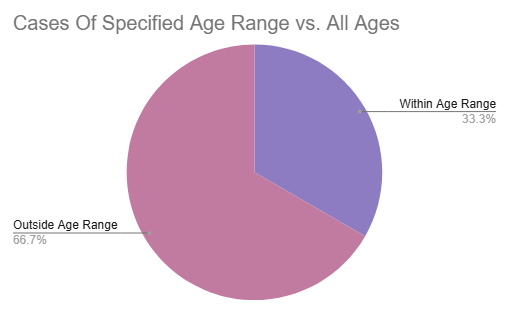 Cases Of Specified Age Range vs. All Ages
Within Age Range
33.3%
Outside Age Range
66.7%